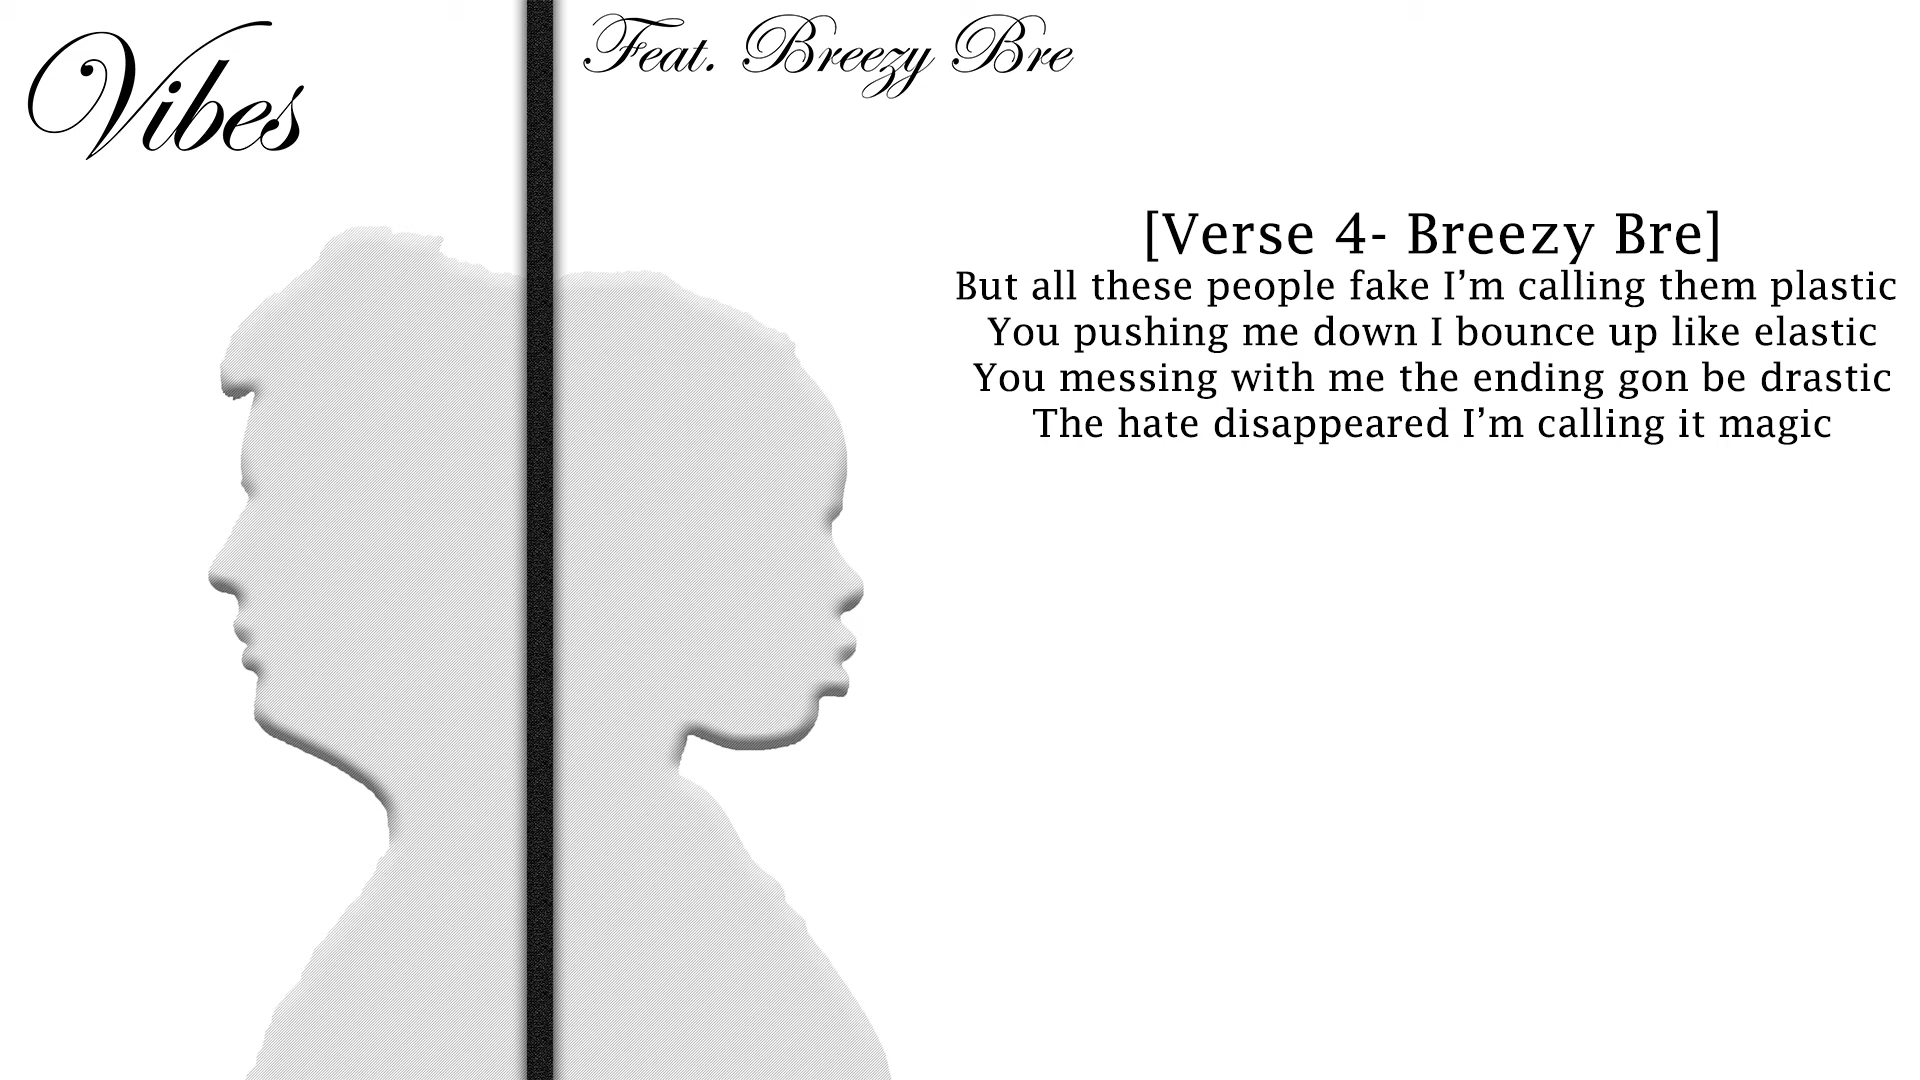 Vibes
Feat. Breezy Bre
[Verse 4- Breezy Bre]
But all these people fake I’m calling them plastic
You pushing me down I bounce up like elastic
You messing with me the ending gon be drastic
The hate disappeared I’m calling it magic